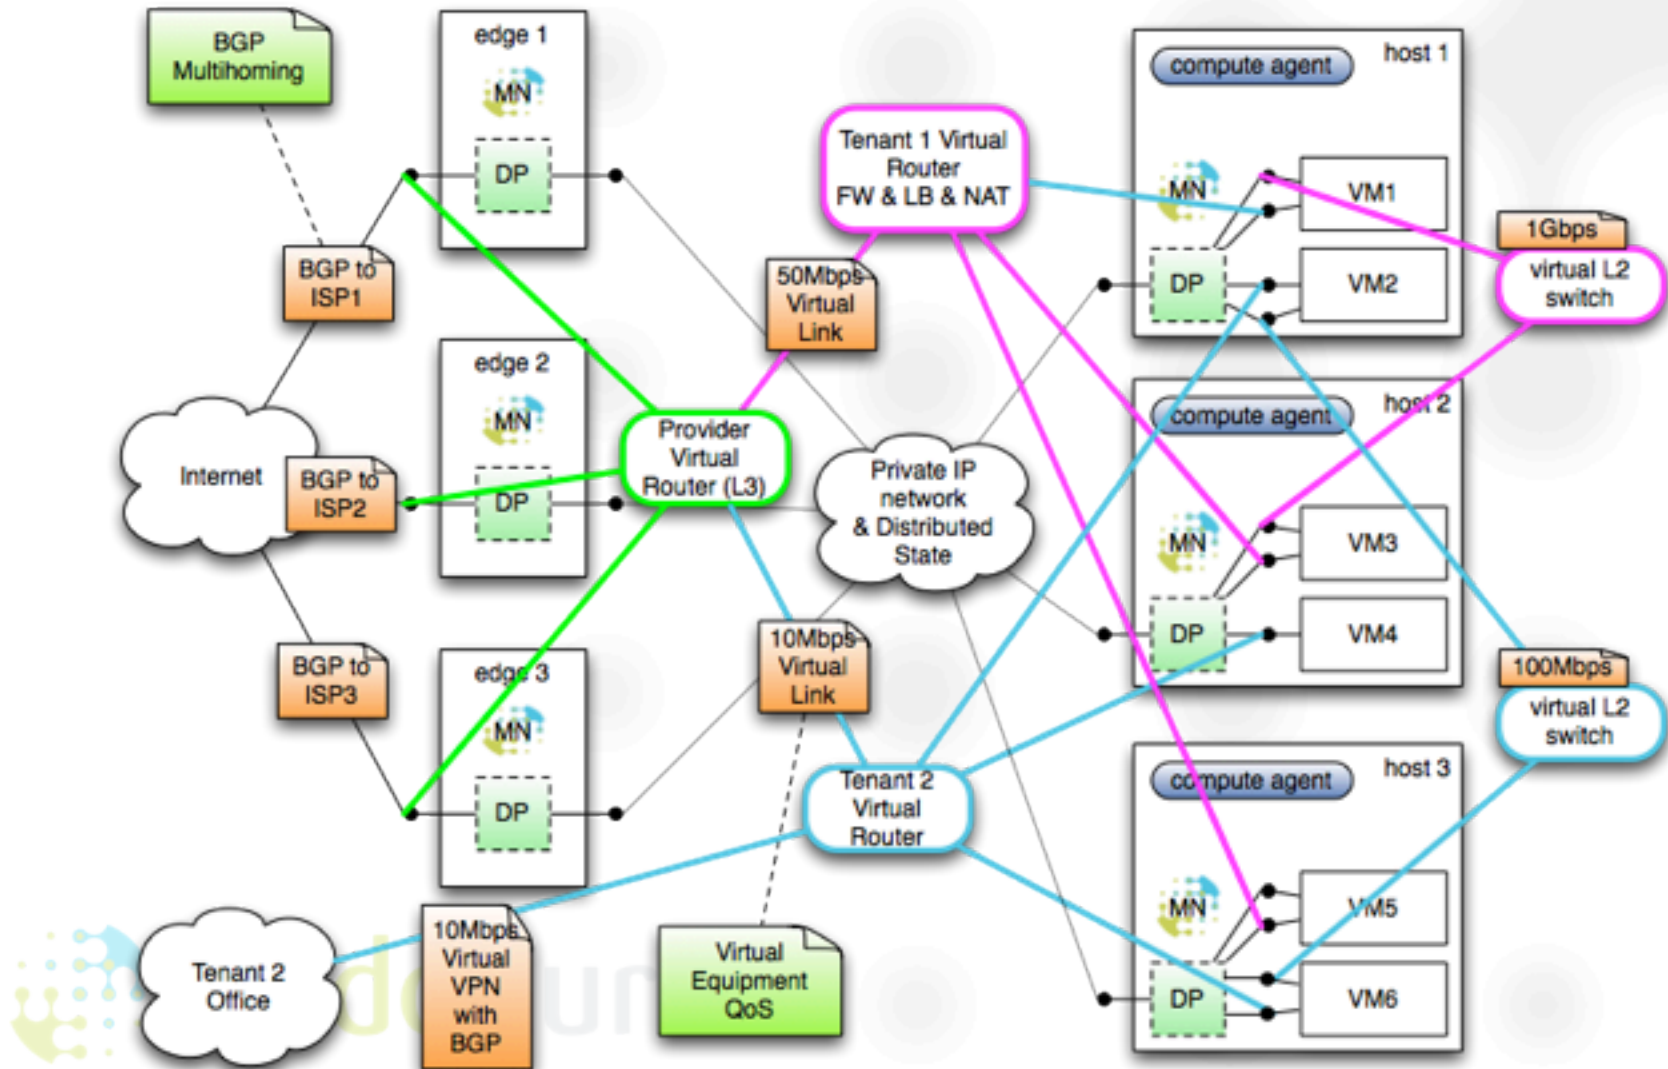 BGP
Multihoming
edge 1
MN
DP
BGP to
ISP1
edge 2
MN
DP
Internet
BGP to
ISP2
BGP to
ISP3
edge 3
MN
DP
Tenant 2
Office
10Mbps
Virtual
VPN
with
BGP
Provider
Virtual
Router (L3)
Tenant 1 Virtual
Router
FW & LB & NAT
50Mbps
Virtual
Link
Private IP
network
& Distributed
State
10Mbps
Virtual
Link
Tenant 2
Virtual
Router
Virtual
Equipment
QoS
host 1
compute agent
MN
DP
VM1
VM2
host 2
compute agent
MN
DP
VM3
VM4
host 3
compute agent
MN
DP
VM5
VM6
1Gbps
virtual L2
switch
100Mbps
virtual L2
switch